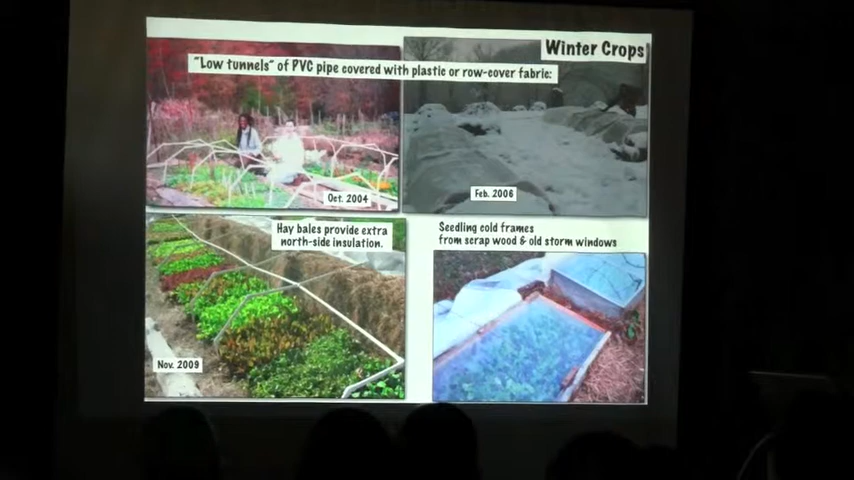 Winter Crops
"Low tunnels" of PVC pipe covered with plastic or row-cover fabric:
Oct. 2004
Feb. 2006
Hay bales provide extra
north-side insulation.
Seedling cold frames
from scrap wood & old storm windows
Nov. 2009